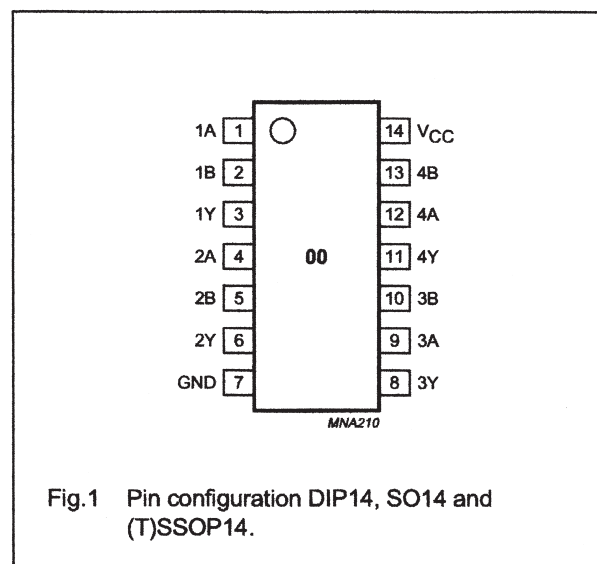 1A 1 14 VCC
1B 2 13 4B
1Y 3 12 4A
2A 4 00 11 4Y
2B 5 10 3B
2Y 6 9 3A
GND 7 8 3Y
MNA210
Fig.1 Pin configuration DIP14, SO14 and
(T)SSOP14.